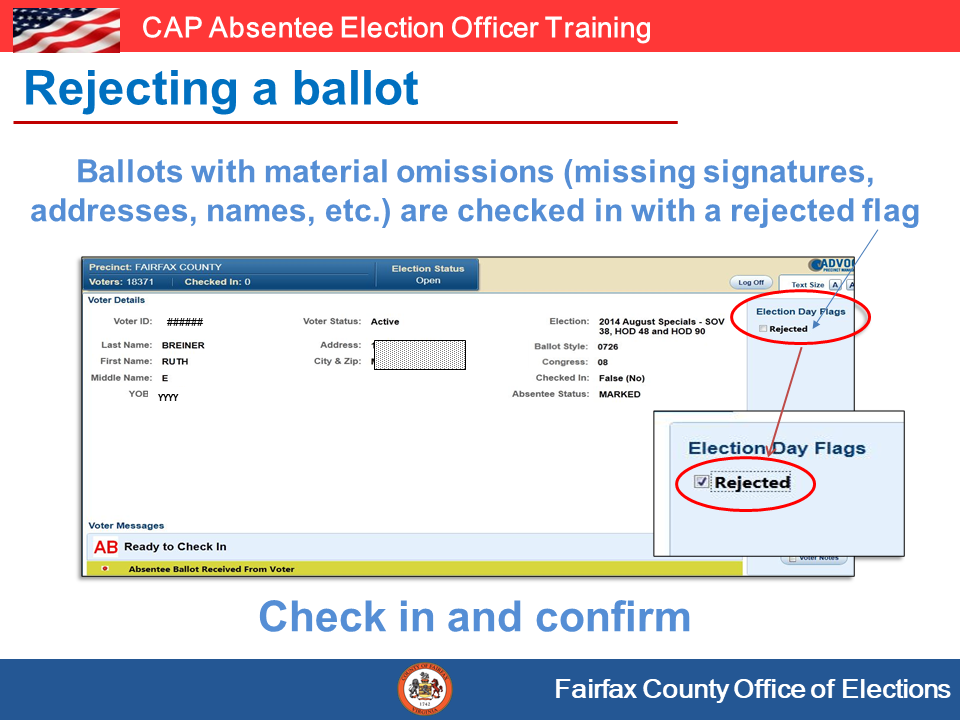 CAP Absentee Election Officer Training
Rejecting a ballot
Ballots with material omissions (missing signatures,
addresses, names, etc.) are checked in with a rejected flag
Precinct: FAIRFAX COUNTY
Voters: 18371 | Checked In: 0
Election Status
Open
Log Off
Text Size A A
Voter Details
Voter ID: ######
Voter Status: Active
Election: 2014 August Specials - SOV
38, HOD 48 and HOD 90
Last Name: BREINER
Address:
Ballot Style: 0726
First Name: RUTH
City & Zip:
Congress: 08
Middle Name: E
Checked In: False (No)
YOB YYYY
Absentee Status: MARKED
Election Day Flags
Rejected
Election Day Flags
Rejected
Voter Notes
Voter Messages
AB Ready to Check In
Absentee Ballot Received From Voter
Check in and confirm
COUNTY OF FAIRFAX
1742
VIRGINIA
Fairfax County Office of Elections